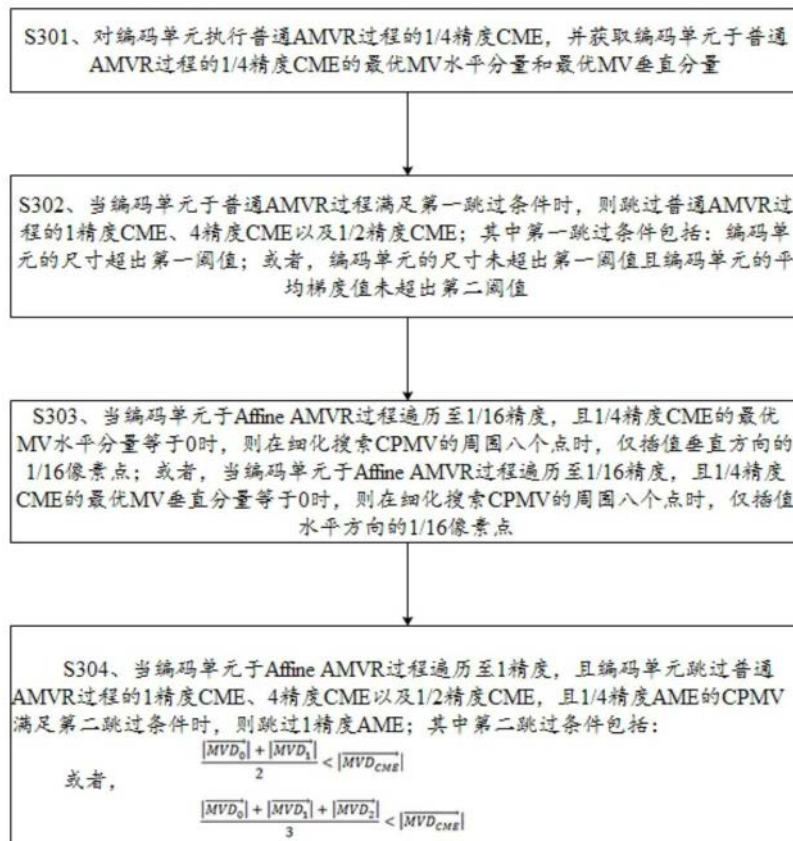 S301、对编码单元执行普通AMVR过程的1/4精度CME，并获取编码单元于普通
AMVR过程的1/4精度CME的最优MV水平分量和最优MV垂直分量
S302、当编码单元于普通AMVR过程满足第一跳过条件时，则跳过普通AMVR过
程的1精度CME、4精度CME以及1/2精度CME；其中第一跳过条件包括：编码单
元的尺寸超出第一阈值；或者，编码单元的尺寸未超出第一阈值且编码单元的平
均梯度值未超出第二阈值
S303、当编码单元于Affine AMVR过程遍历至1/16精度，且1/4精度CME的最优
MV水平分量等于0时，则在细化搜索CPMV的周围八个点时，仅插值垂直方向的
1/16像素点；或者，当编码单元于Affine AMVR过程遍历至1/16精度，且1/4精度
CME的最优MV垂直分量等于0时，则在细化搜索CPMV的周围八个点时，仅插值
水平方向的1/16像素点
S304、当编码单元于Affine AMVR过程遍历至1精度，且编码单元跳过普通
AMVR过程的1精度CME、4精度CME以及1/2精度CME，且1/4精度AME的CPMV
满足第二跳过条件时，则跳过1精度AME；其中第二跳过条件包括：
$\frac{|\overrightarrow{MVD_0}|+|\overrightarrow{MVD_1}|}{2}<|\overrightarrow{MVD_{CME}}|$
或者，
$\frac{|\overrightarrow{MVD_0}|+|\overrightarrow{MVD_1}|+|\overrightarrow{MVD_2}|}{3}<|\overrightarrow{MVD_{CME}}|$